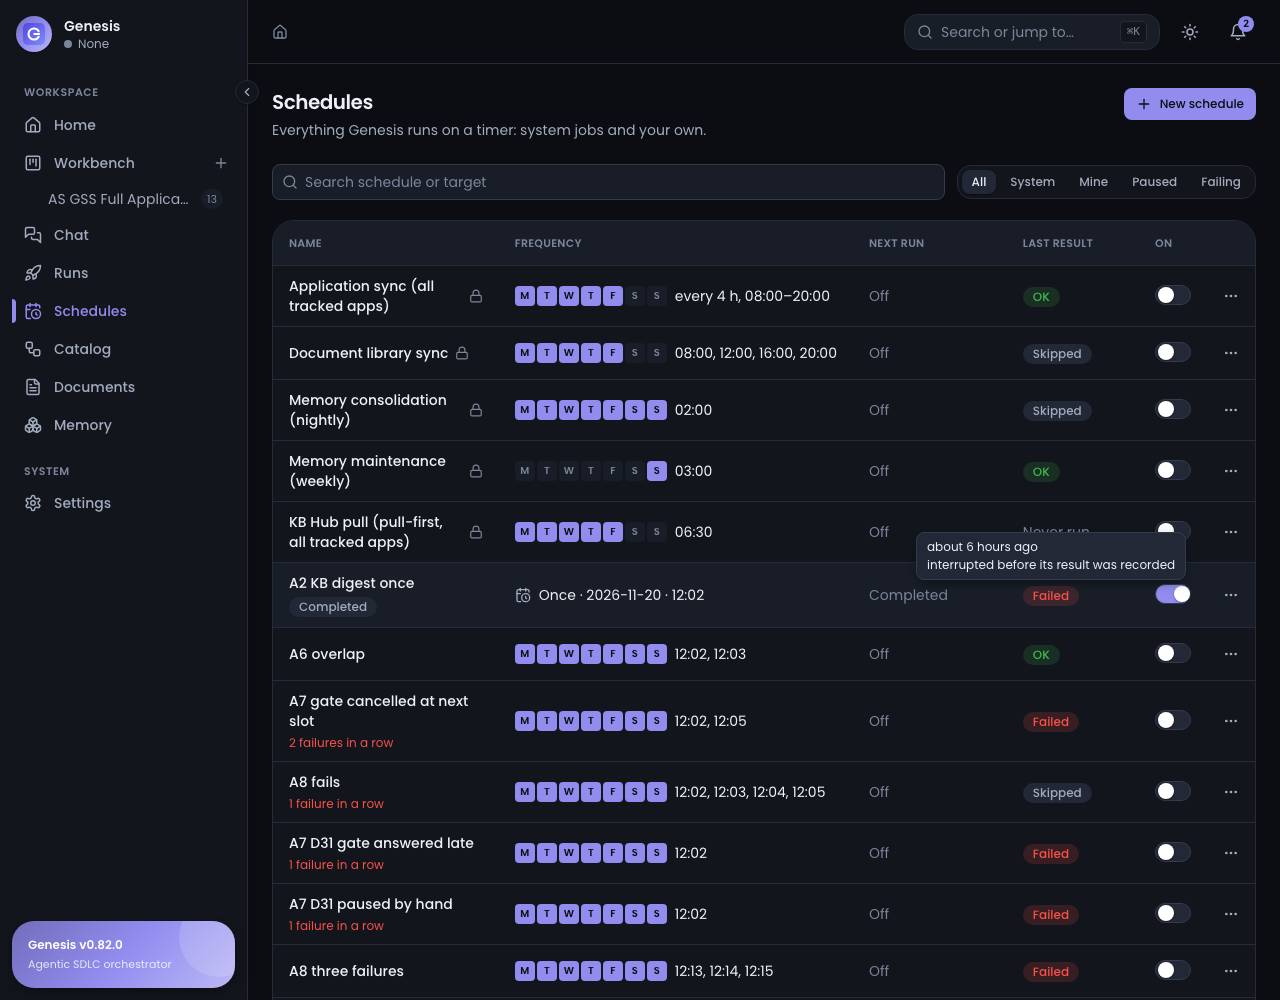 Genesis
None
WORKSPACE
Home
Workbench
AS GSS Full Applica... 13
Chat
Runs
Schedules
Catalog
Documents
Memory
SYSTEM
Settings
Genesis v0.82.0
Agentic SDLC orchestrator
Search or jump to... ⌘K
2
Schedules
Everything Genesis runs on a timer: system jobs and your own.
New schedule
Search schedule or target
All System Mine Paused Failing
NAME FREQUENCY NEXT RUN LAST RESULT ON
Application sync (all
tracked apps)
M T W T F S S every 4 h, 08:00–20:00 Off OK
Document library sync M T W T F S S 08:00, 12:00, 16:00, 20:00 Off Skipped
Memory consolidation
(nightly)
M T W T F S S 02:00 Off Skipped
Memory maintenance
(weekly)
M T W T F S S 03:00 Off OK
KB Hub pull (pull-first,
all tracked apps)
M T W T F S S 06:30 Off Never run
about 6 hours ago
interrupted before its result was recorded
A2 KB digest once
Completed
Once · 2026-11-20 · 12:02 Completed Failed
A6 overlap M T W T F S S 12:02, 12:03 Off OK
A7 gate cancelled at next
slot
2 failures in a row
M T W T F S S 12:02, 12:05 Off Failed
A8 fails
1 failure in a row
M T W T F S S 12:02, 12:03, 12:04, 12:05 Off Skipped
A7 D31 gate answered late
1 failure in a row
M T W T F S S 12:02 Off Failed
A7 D31 paused by hand
1 failure in a row
M T W T F S S 12:02 Off Failed
A8 three failures M T W T F S S 12:13, 12:14, 12:15 Off Failed